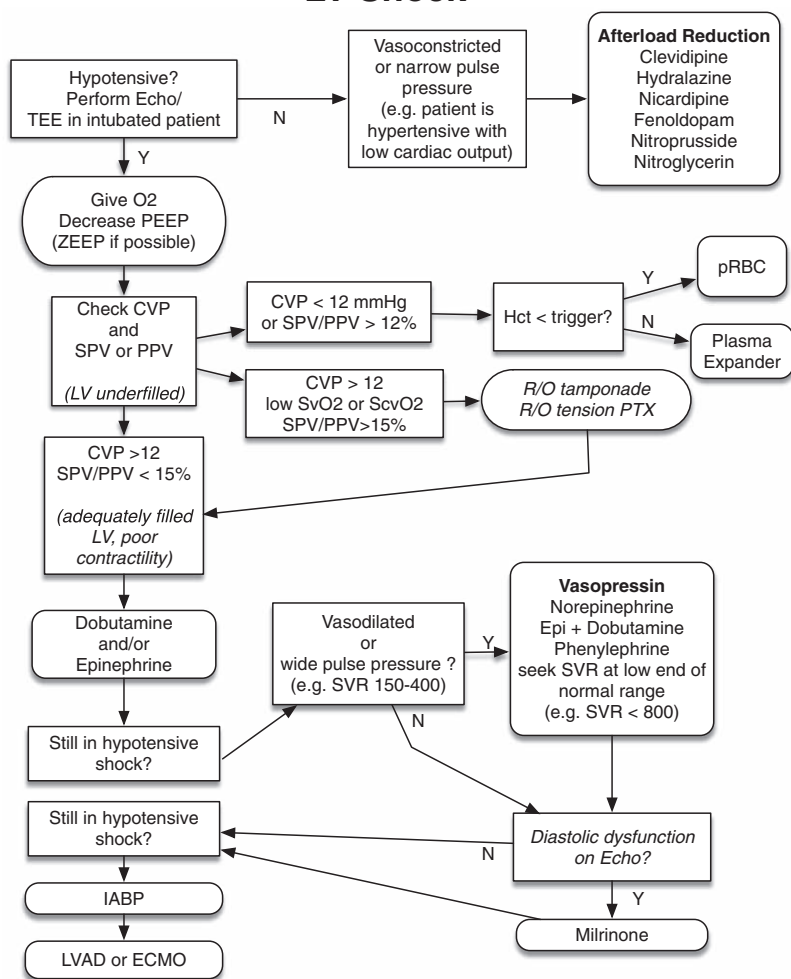 Hypotensive?
Perform Echo/
TEE in intubated patient
N
Vasoconstricted
or narrow pulse
pressure
(e.g. patient is
hypertensive with
low cardiac output)
Afterload Reduction
Clevidipine
Hydralazine
Nicardipine
Fenoldopam
Nitroprusside
Nitroglycerin
Y
Give O2
Decrease PEEP
(ZEEP if possible)
Check CVP
and
SPV or PPV
(LV underfilled)
CVP < 12 mmHg
or SPV/PPV > 12%
Hct < trigger?
Y
pRBC
N
Plasma
Expander
CVP > 12
low SvO2 or ScvO2
SPV/PPV>15%
R/O tamponade
R/O tension PTX
CVP >12
SPV/PPV < 15%
(adequately filled
LV, poor
contractility)
Dobutamine
and/or
Epinephrine
Still in hypotensive
shock?
Vasodilated
or
wide pulse pressure ?
(e.g. SVR 150-400)
Y
N
Vasopressin
Norepinephrine
Epi + Dobutamine
Phenylephrine
seek SVR at low end of
normal range
(e.g. SVR < 800)
Diastolic dysfunction
on Echo?
N
Y
Milrinone
Still in hypotensive
shock?
IABP
LVAD or ECMO